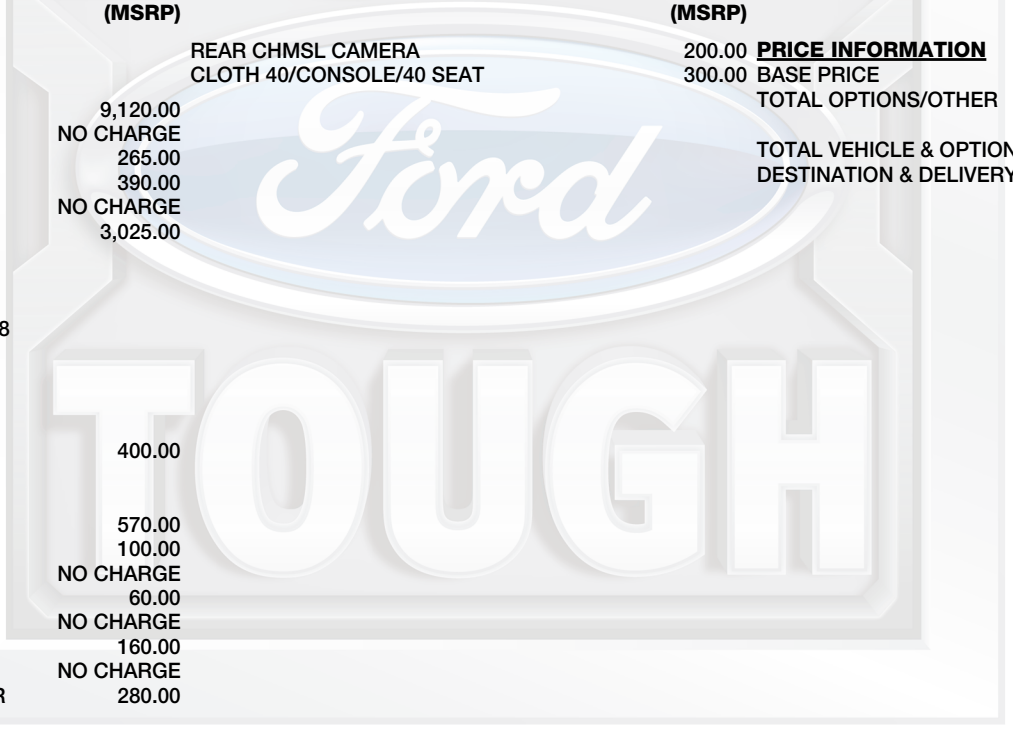 (MSRP)
(MSRP)
REAR CHMSL CAMERA 200.00
CLOTH 40/CONSOLE/40 SEAT 300.00
9,120.00
NO CHARGE
265.00
390.00
NO CHARGE
3,025.00
8
400.00
570.00
100.00
NO CHARGE
60.00
NO CHARGE
160.00
NO CHARGE
R 280.00
PRICE INFORMATION
BASE PRICE
TOTAL OPTIONS/OTHER
TOTAL VEHICLE & OPTION
DESTINATION & DELIVERY
Ford
TOUGH